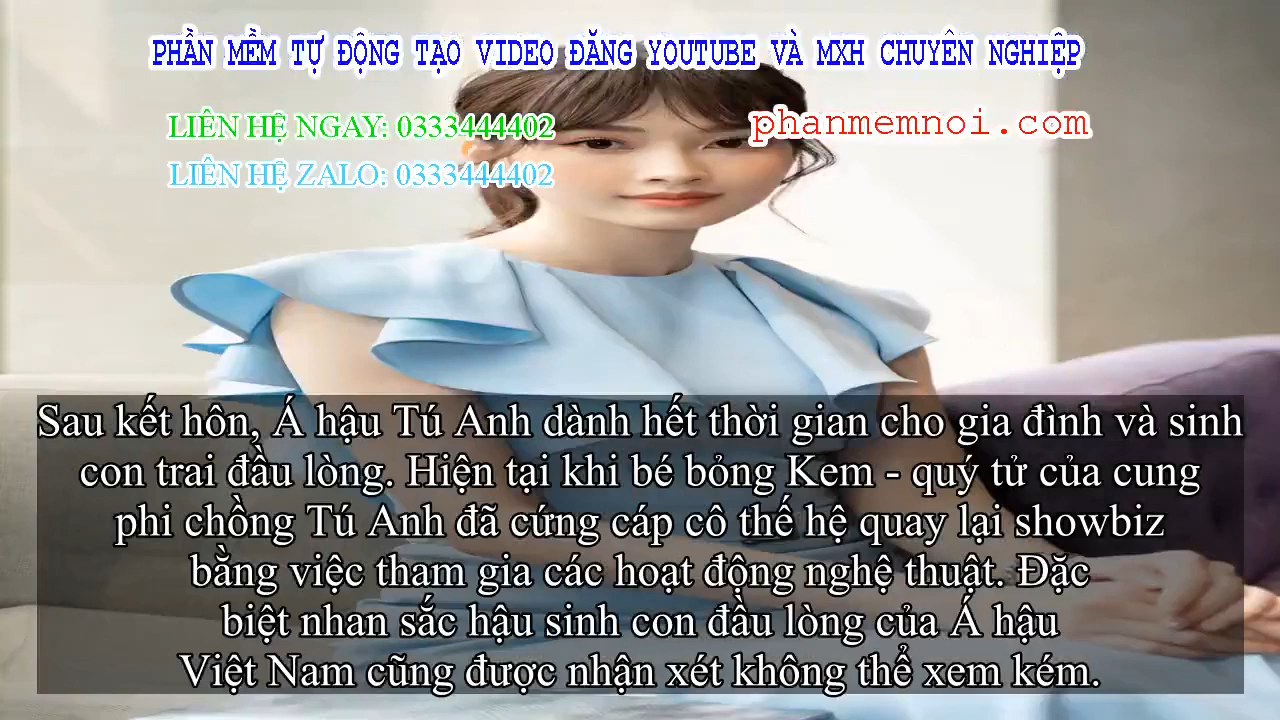 PHẦN MỀM TỰ ĐỘNG TẠO VIDEO ĐĂNG YOUTUBE VÀ MXH CHUYÊN NGHIỆP
LIÊN HỆ NGAY: 0333444402
phanmemnoi.com
LIÊN HỆ ZALO: 0333444402
Sau kết hôn, Á hậu Tú Anh dành hết thời gian cho gia đình và sinh
con trai đầu lòng. Hiện tại khi bé bỏng Kem - quý tử của cung
phi chồng Tú Anh đã cứng cáp cô thế hệ quay lại showbiz
bằng việc tham gia các hoạt động nghệ thuật. Đặc
biệt nhan sắc hậu sinh con đầu lòng của Á hậu
Việt Nam cũng được nhận xét không thể xem kém.